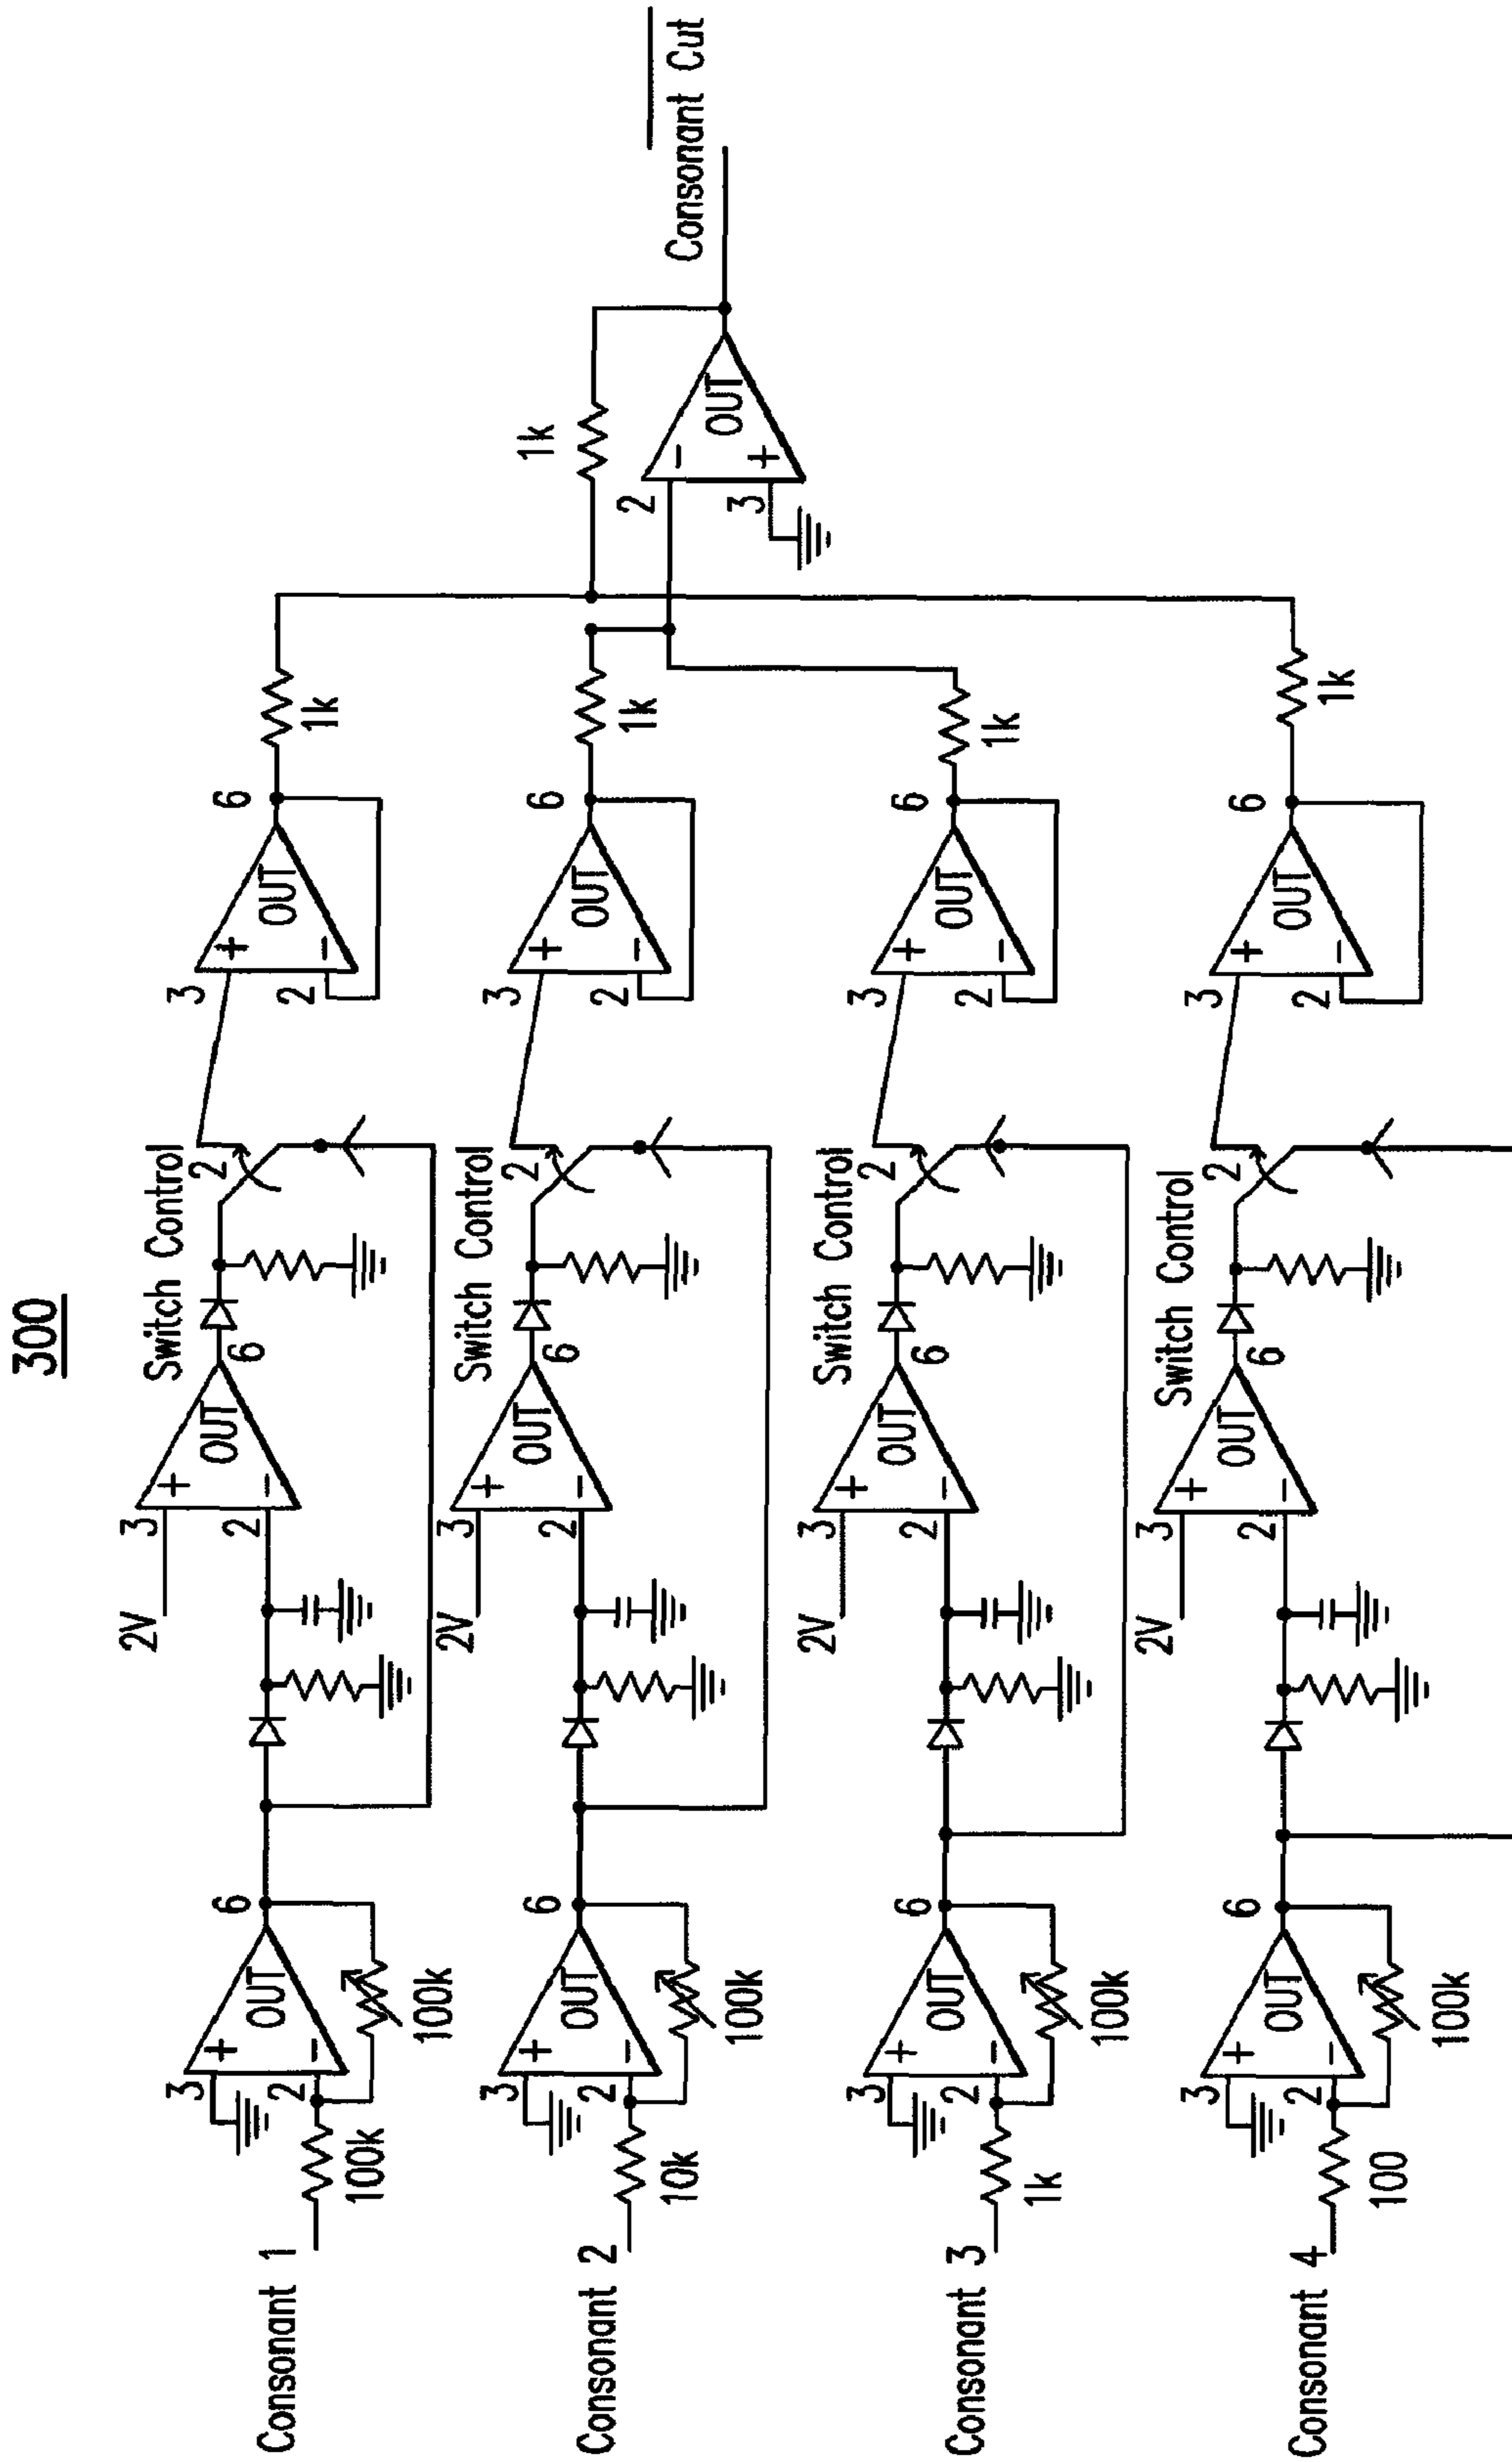 300
Consonant 1
100k
3
2
+
−
OUT
6
100k
2V
3
2
+
−
OUT
6
Switch Control
2
3
2
+
−
OUT
6
1k
Consonant 2
10k
3
2
+
−
OUT
6
100k
2V
3
2
+
−
OUT
6
Switch Control
2
3
2
+
−
OUT
6
1k
1k
2
3
−
+
OUT
Consonant Cut
Consonant 3
1k
3
2
+
−
OUT
6
100k
2V
3
2
+
−
OUT
6
Switch Control
2
3
2
+
−
OUT
6
1k
Consonant 4
100
3
2
+
−
OUT
6
100k
2V
3
2
+
−
OUT
6
Switch Control
2
3
2
+
−
OUT
6
1k